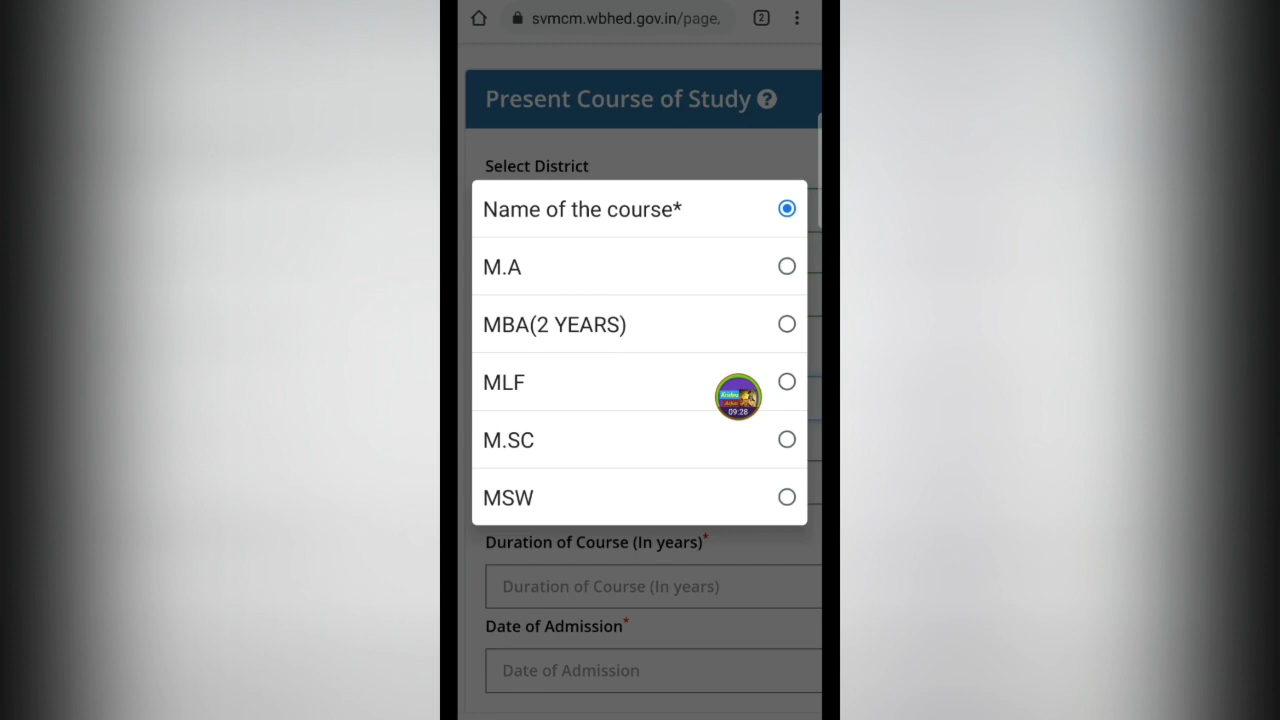 svmcm.wbhed.gov.in/page,
2
Present Course of Study ?
Select District
Name of the course*
M.A
MBA(2 YEARS)
MLF
09:28
M.SC
MSW
Duration of Course (In years)*
Duration of Course (In years)
Date of Admission*
Date of Admission